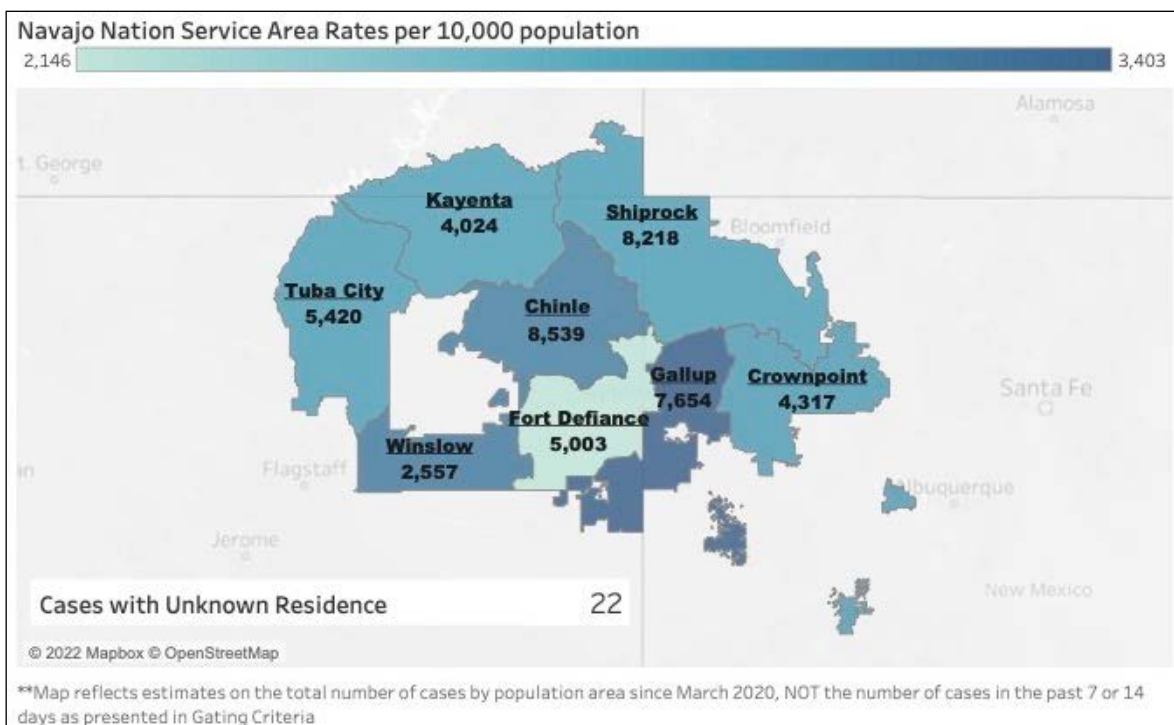 Navajo Nation Service Area Rates per 10,000 population
2,146
3,403
Alamosa
t. George
Kayenta
4,024
Shiprock
8,218
Bloomfield
Tuba City
5,420
Chinle
8,539
Gallup
7,654
Crownpoint
4,317
Santa Fe
Fort Defiance
5,003
Winslow
2,557
Flagstaff
an
Albuquerque
Jerome
New Mexico
Cases with Unknown Residence 22
© 2022 Mapbox © OpenStreetMap
**Map reflects estimates on the total number of cases by population area since March 2020, NOT the number of cases in the past 7 or 14
days as presented in Gating Criteria